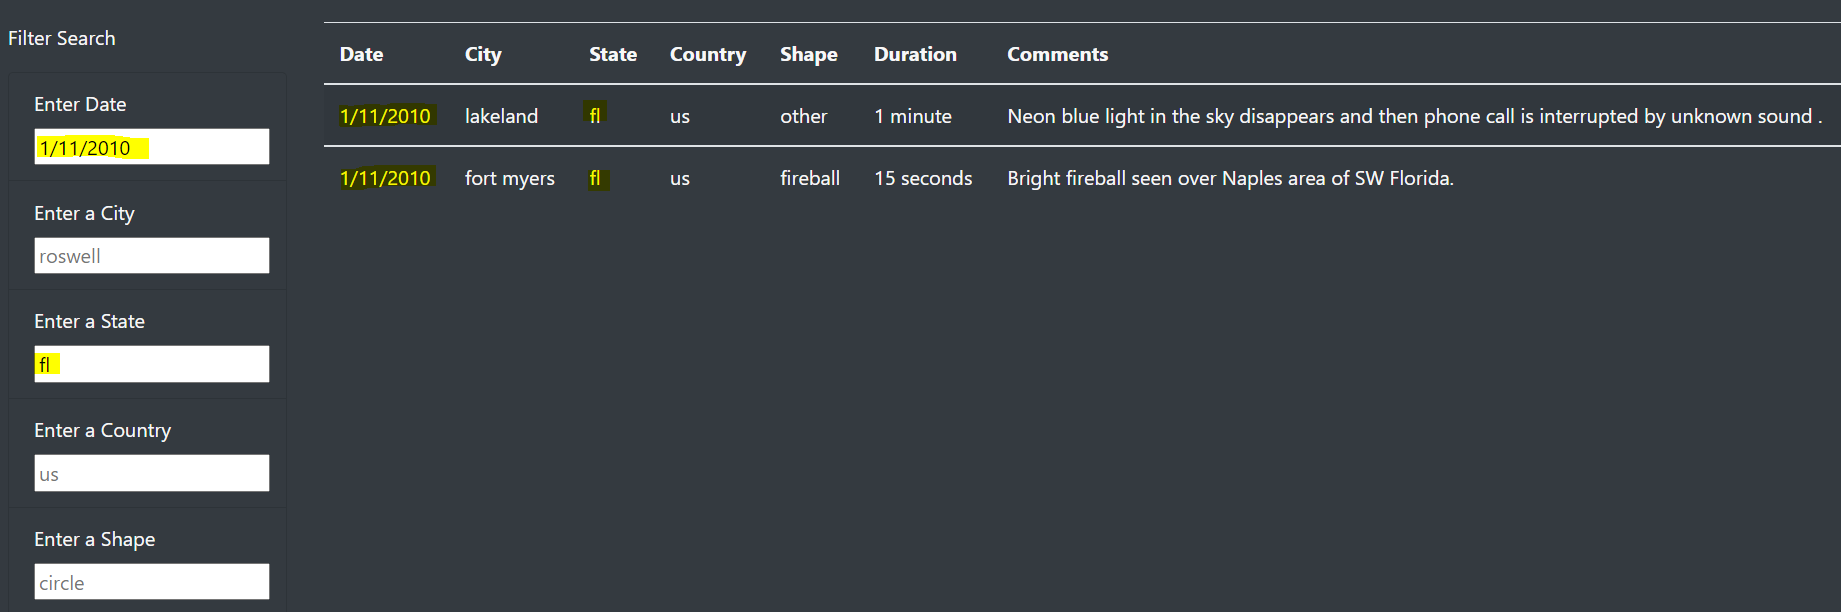 Filter Search
Enter Date
1/11/2010
Enter a City
roswell
Enter a State
fl
Enter a Country
us
Enter a Shape
circle
Date City State Country Shape Duration Comments
1/11/2010 lakeland fl us other 1 minute Neon blue light in the sky disappears and then phone call is interrupted by unknown sound .
1/11/2010 fort myers fl us fireball 15 seconds Bright fireball seen over Naples area of SW Florida.